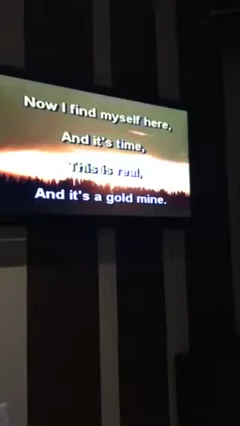 Now I find myself here,
And it's time,
This is real,
And it's a gold mine.